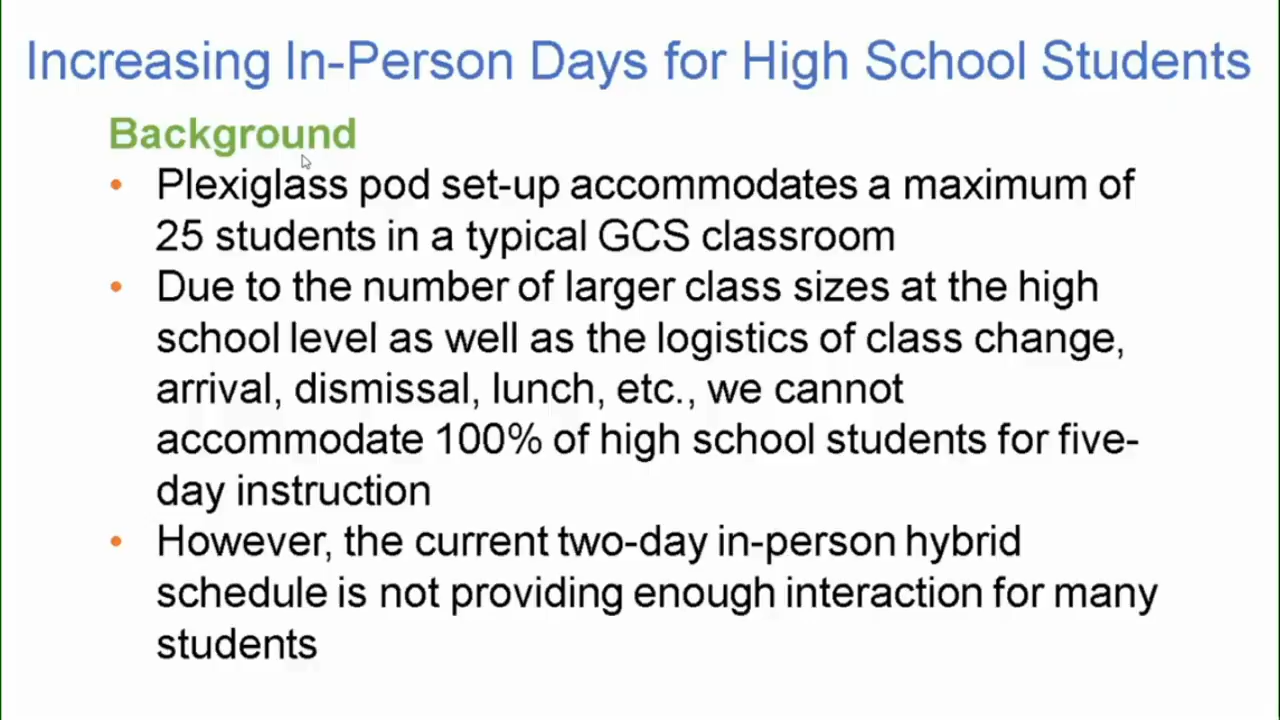 Increasing In-Person Days for High School Students
Background
• Plexiglass pod set-up accommodates a maximum of
25 students in a typical GCS classroom
• Due to the number of larger class sizes at the high
school level as well as the logistics of class change,
arrival, dismissal, lunch, etc., we cannot
accommodate 100% of high school students for five-
day instruction
• However, the current two-day in-person hybrid
schedule is not providing enough interaction for many
students